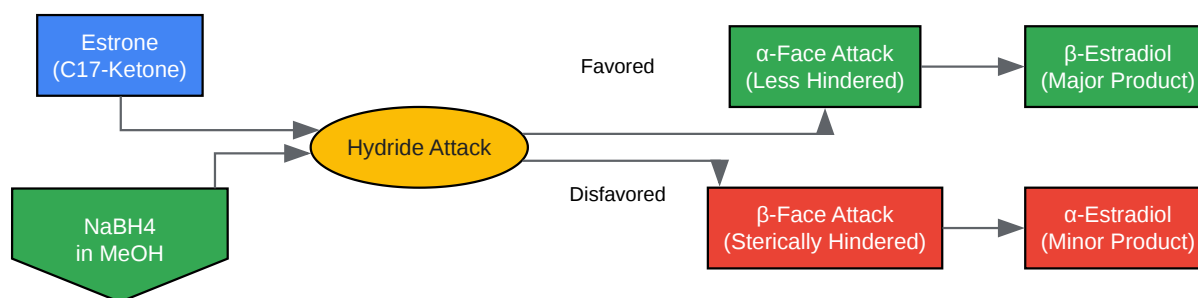 Estrone
(C17-Ketone)
NaBH4
in MeOH
Hydride Attack
Favored
Disfavored
α-Face Attack
(Less Hindered)
β-Estradiol
(Major Product)
β-Face Attack
(Sterically Hindered)
α-Estradiol
(Minor Product)